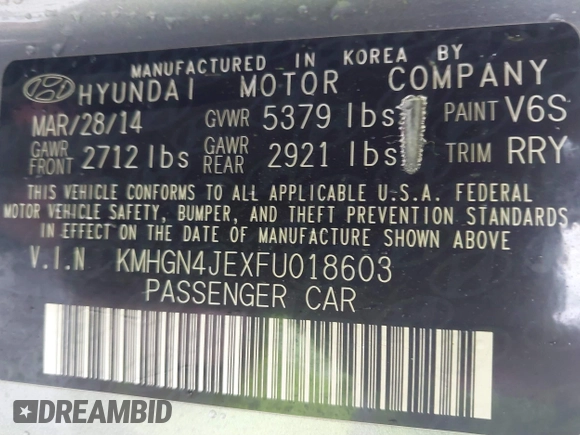 MANUFACTURED IN KOREA BY
HYUNDAI MOTOR COMPANY
MAR/28/14 GVWR 5379 lbs PAINT V6S
GAWR FRONT 2712 lbs GAWR REAR 2921 lbs TRIM RRY
THIS VEHICLE CONFORMS TO ALL APPLICABLE U.S.A. FEDERAL
MOTOR VEHICLE SAFETY, BUMPER, AND THEFT PREVENTION STANDARDS
IN EFFECT ON THE DATE OF MANUFACTURE SHOWN ABOVE
V.I.N KMHGN4JEXFU018603
PASSENGER CAR
DREAMBID